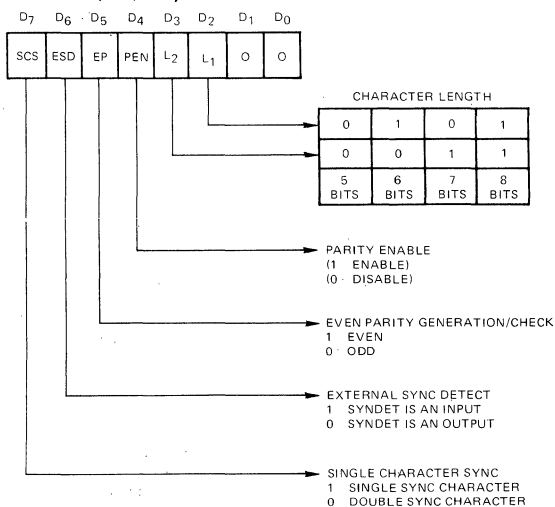 D7 D6 D5 D4 D3 D2 D1 D0
SCS ESD EP PEN L2 L1 0 0
CHARACTER LENGTH
0 1 0 1
0 0 1 1
5 BITS 6 BITS 7 BITS 8 BITS
PARITY ENABLE
(1 ENABLE)
(0 DISABLE)
EVEN PARITY GENERATION/CHECK
1 EVEN
0 ODD
EXTERNAL SYNC DETECT
1 SYNDET IS AN INPUT
0 SYNDET IS AN OUTPUT
SINGLE CHARACTER SYNC
1 SINGLE SYNC CHARACTER
0 DOUBLE SYNC CHARACTER